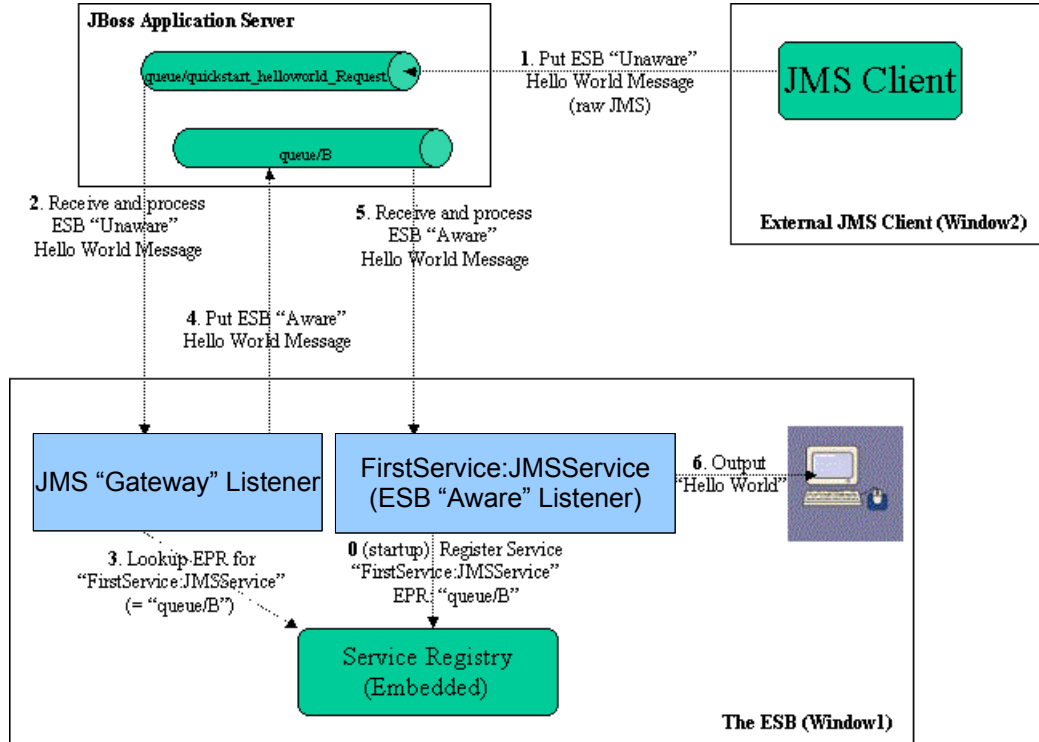 JBoss Application Server
queue/quickstart_helloworld_Request
queue/B
1. Put ESB “Unaware”
Hello World Message
(raw JMS)
JMS Client
External JMS Client (Window2)
2. Receive and process
ESB “Unaware”
Hello World Message
5. Receive and process
ESB “Aware”
Hello World Message
4. Put ESB “Aware”
Hello World Message
JMS “Gateway” Listener
FirstService:JMSService
(ESB “Aware” Listener)
6. Output
“Hello World”
3. Lookup EPR for
“FirstService:JMSService”
(= “queue/B”)
0 (startup) Register Service
“FirstService:JMSService”
EPR: “queue/B”
Service Registry
(Embedded)
The ESB (Window1)